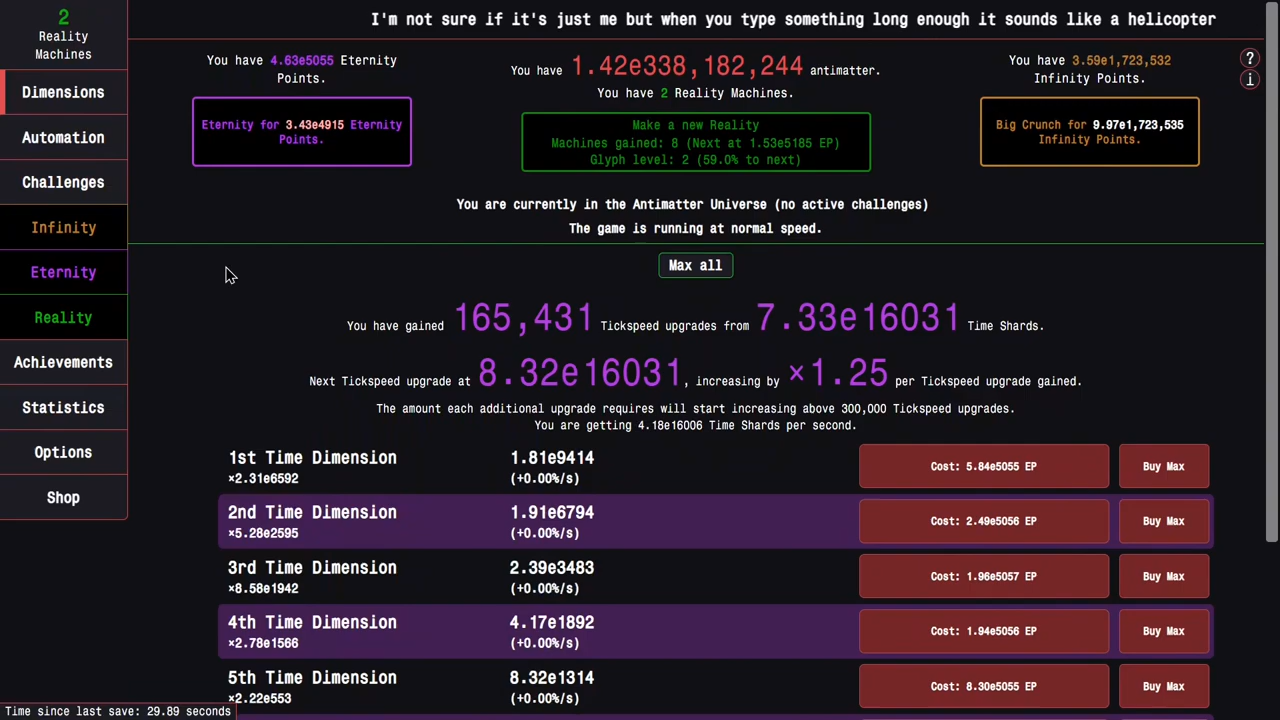 2
Reality
Machines
Dimensions
Automation
Challenges
Infinity
Eternity
Reality
Achievements
Statistics
Options
Shop
I'm not sure if it's just me but when you type something long enough it sounds like a helicopter
You have 4.63e5055 Eternity
Points.
Eternity for 3.43e4915 Eternity
Points.
You have 1.42e338,182,244 antimatter.
You have 2 Reality Machines.
Make a new Reality
Machines gained: 8 (Next at 1.53e5185 EP)
Glyph level: 2 (59.0% to next)
You have 3.59e1,723,532
Infinity Points.
Big Crunch for 9.97e1,723,535
Infinity Points.
?
i
You are currently in the Antimatter Universe (no active challenges)
The game is running at normal speed.
Max all
You have gained 165,431 Tickspeed upgrades from 7.33e16031 Time Shards.
Next Tickspeed upgrade at 8.32e16031, increasing by ×1.25 per Tickspeed upgrade gained.
The amount each additional upgrade requires will start increasing above 300,000 Tickspeed upgrades.
You are getting 4.18e16006 Time Shards per second.
1st Time Dimension 1.81e9414 Cost: 5.84e5055 EP Buy Max
×2.31e6592 (+0.00%/s)
2nd Time Dimension 1.91e6794 Cost: 2.49e5056 EP Buy Max
×5.28e2595 (+0.00%/s)
3rd Time Dimension 2.39e3483 Cost: 1.96e5057 EP Buy Max
×8.58e1942 (+0.00%/s)
4th Time Dimension 4.17e1892 Cost: 1.94e5056 EP Buy Max
×2.78e1566 (+0.00%/s)
5th Time Dimension 8.32e1314 Cost: 8.30e5055 EP Buy Max
×2.22e553 (+0.00%/s)
Time since last save: 29.89 seconds